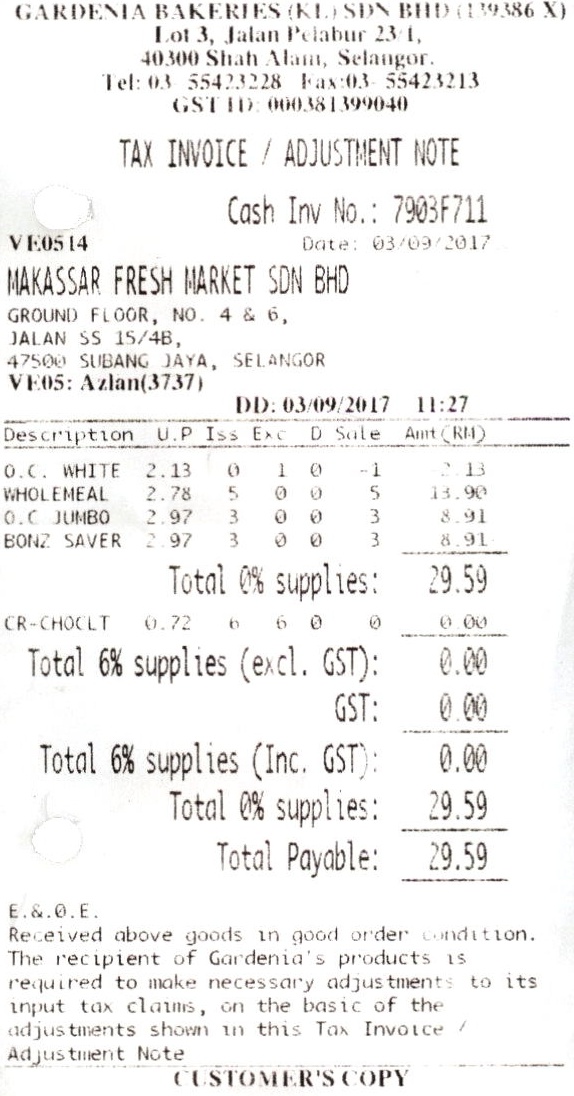 GARDENIA BAKERIES (KL) SDN BHD (139386 X)
Lot 3, Jalan Pelabur 23/1,
40300 Shah Alam, Selangor.
Tel: 03- 55423228 Fax:03- 55423213
GST ID: 000381399040
TAX INVOICE / ADJUSTMENT NOTE
Cash Inv No.: 7903F711
VE0514 Date: 03/09/2017
MAKASSAR FRESH MARKET SDN BHD
GROUND FLOOR, NO. 4 & 6,
JALAN SS 15/4B,
47500 SUBANG JAYA, SELANGOR
VE05: Azlan(3737)
DD: 03/09/2017 11:27
Description U.P Iss Exc D Sale Amt(RM)
O.C. WHITE 2.13 0 1 0 -1 -2.13
WHOLEMEAL 2.78 5 0 0 5 13.90
O.C JUMBO 2.97 3 0 0 3 8.91
BONZ SAVER 2.97 3 0 0 3 8.91
Total 0% supplies: 29.59
CR-CHOCLT 0.72 6 6 0 0 0.00
Total 6% supplies (excl. GST): 0.00
GST: 0.00
Total 6% supplies (Inc. GST): 0.00
Total 0% supplies: 29.59
Total Payable: 29.59
E.&.O.E.
Received above goods in good order condition.
The recipient of Gardenia's products is
required to make necessary adjustments to its
input tax claims, on the basic of the
adjustments shown in this Tax Invoice /
Adjustment Note
CUSTOMER'S COPY